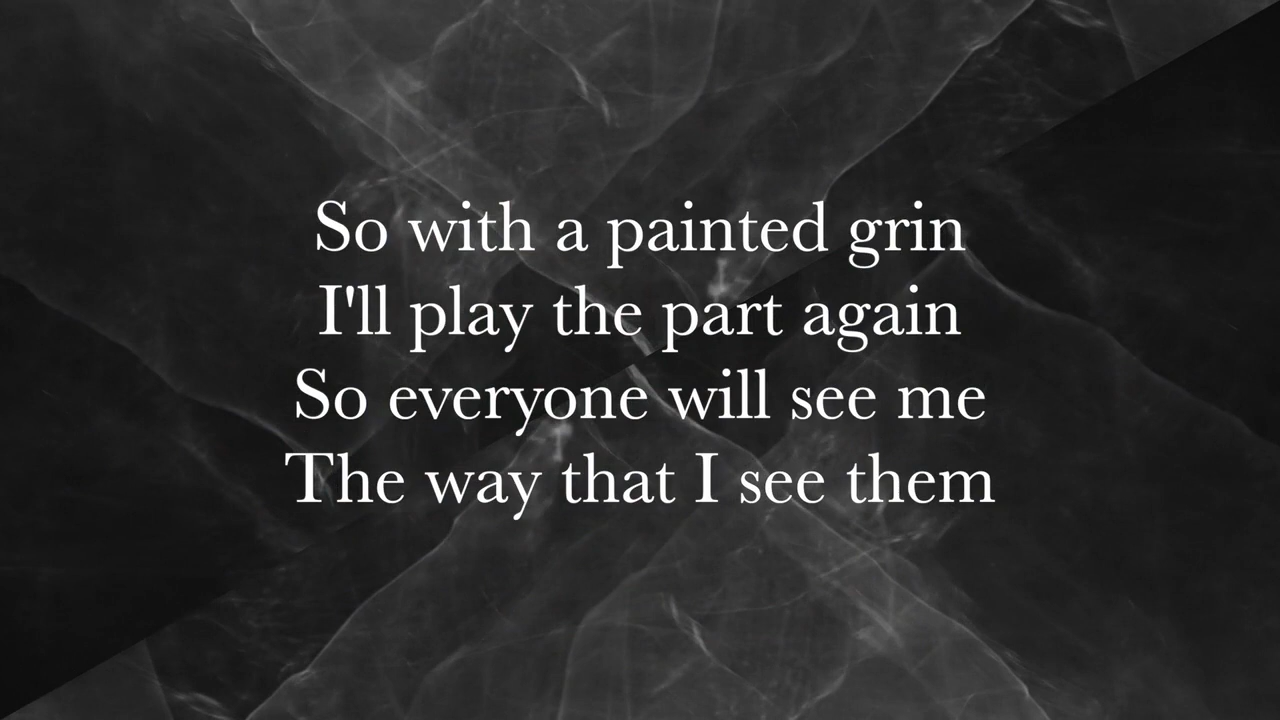 So with a painted grin
I'll play the part again
So everyone will see me
The way that I see them